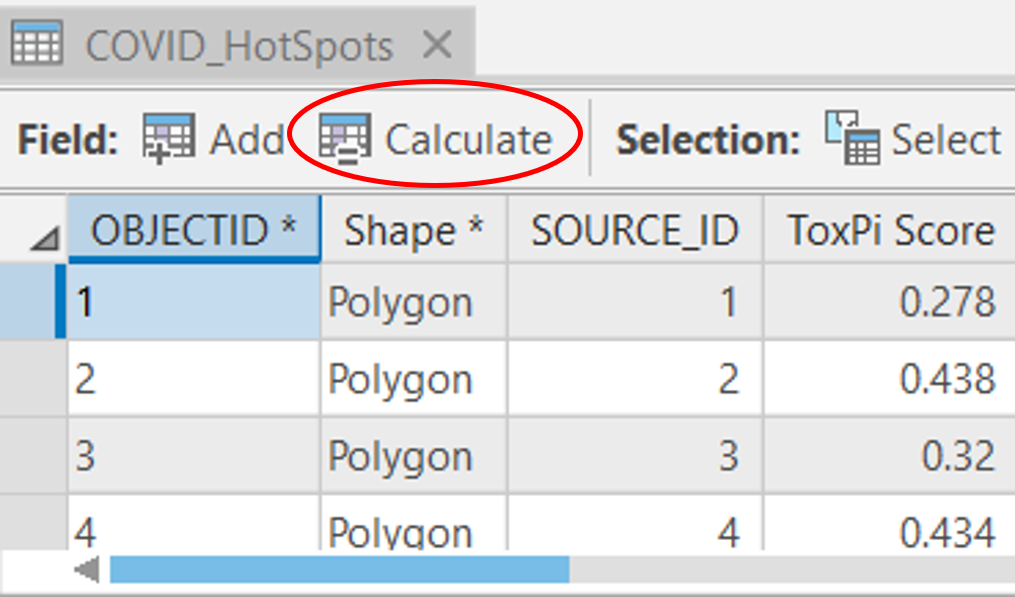 COVID_HotSpots
Field: Add Calculate Selection: Select
OBJECTID * Shape * SOURCE_ID ToxPi Score
1 Polygon 1 0.278
2 Polygon 2 0.438
3 Polygon 3 0.32
4 Polygon 4 0.434